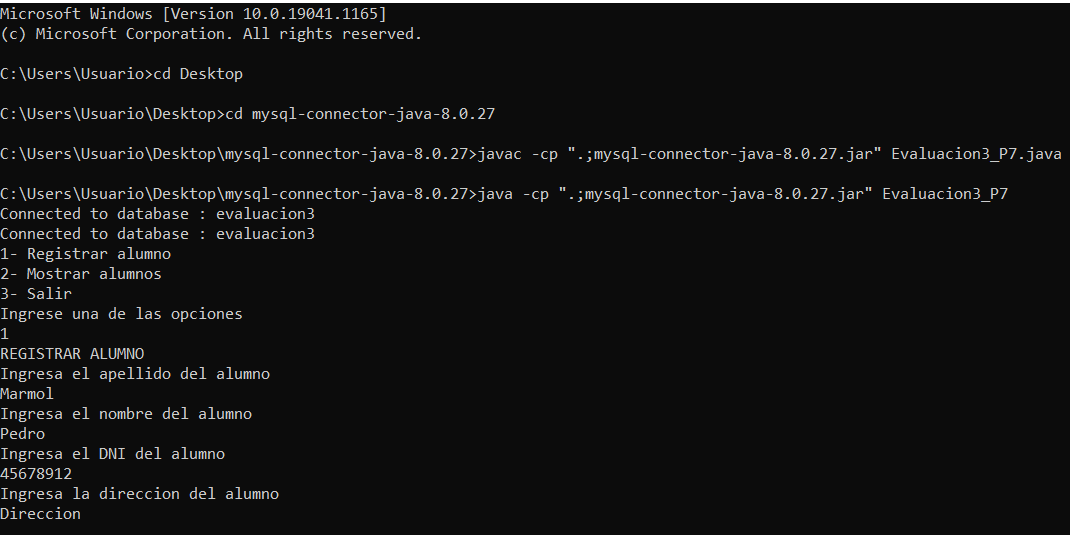 Microsoft Windows [Version 10.0.19041.1165]
(c) Microsoft Corporation. All rights reserved.
C:\Users\Usuario>cd Desktop
C:\Users\Usuario\Desktop>cd mysql-connector-java-8.0.27
C:\Users\Usuario\Desktop\mysql-connector-java-8.0.27>javac -cp ".;mysql-connector-java-8.0.27.jar" Evaluacion3_P7.java
C:\Users\Usuario\Desktop\mysql-connector-java-8.0.27>java -cp ".;mysql-connector-java-8.0.27.jar" Evaluacion3_P7
Connected to database : evaluacion3
Connected to database : evaluacion3
1- Registrar alumno
2- Mostrar alumnos
3- Salir
Ingrese una de las opciones
1
REGISTRAR ALUMNO
Ingresa el apellido del alumno
Marmol
Ingresa el nombre del alumno
Pedro
Ingresa el DNI del alumno
45678912
Ingresa la direccion del alumno
Direccion